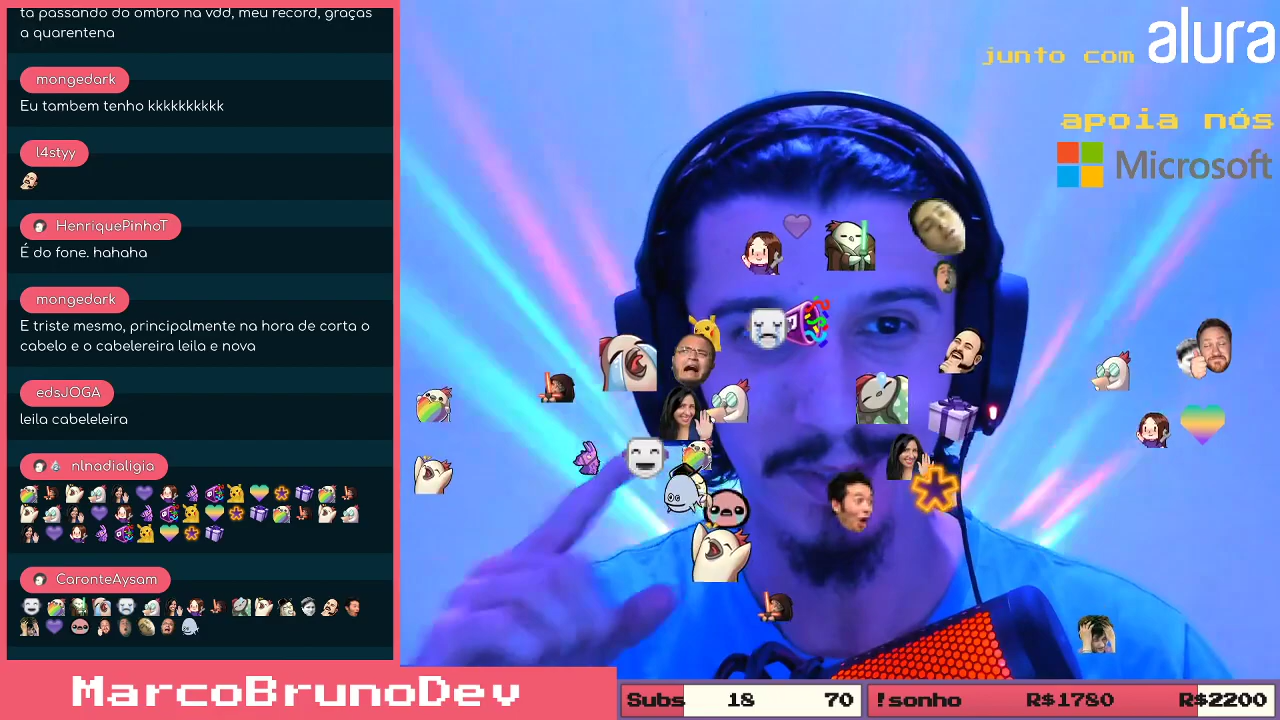 ta passando do ombro na vdd, meu record, graças
a quarentena
mongedark
Eu tambem tenho kkkkkkkkkk
l4styy
HenriquePinhoT
É do fone. hahaha
mongedark
E triste mesmo, principalmente na hora de corta o
cabelelereira leila e nova
edsJOGA
leila cabeleleira
nlnadialigia
CaronteAysam
junto com alura
apoia nós
Microsoft
MarcoBrunoDev
Subs 18 70
!sonho R$1780 R$2200